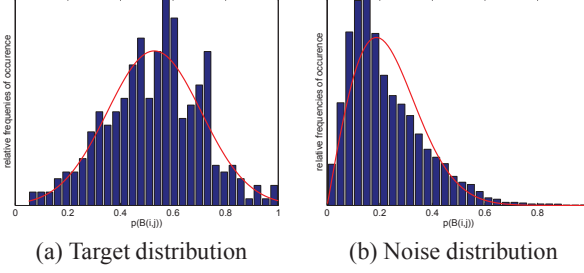 relative frequenies of occurence
0 0.2 0.4 0.6 0.8 1
p(B(i,j))
(a) Target distribution
relative frequencies of occurence
0 0.2 0.4 0.6 0.8
p(B(i,j))
(b) Noise distribution